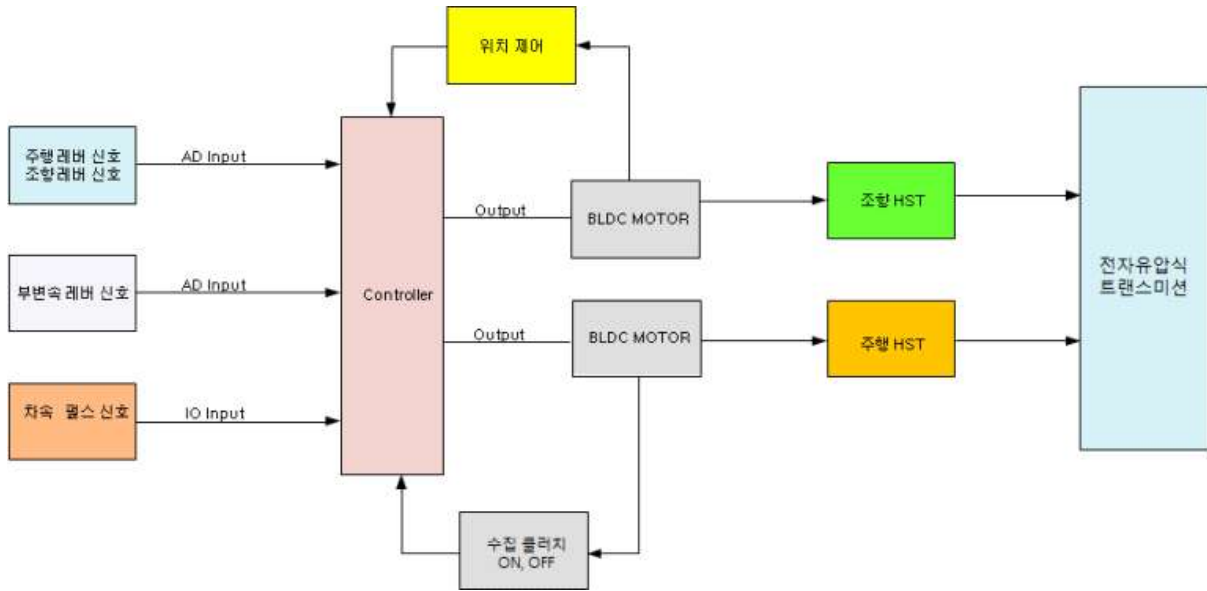 위치 제어
주행레버 신호
조향레버 신호
AD Input
부변속레버 신호
AD Input
차속 펄스 신호
IO Input
Controller
Output
BLDC MOTOR
Output
BLDC MOTOR
조향 HST
주행 HST
전자유압식
트랜스미션
수집 클러치
ON, OFF